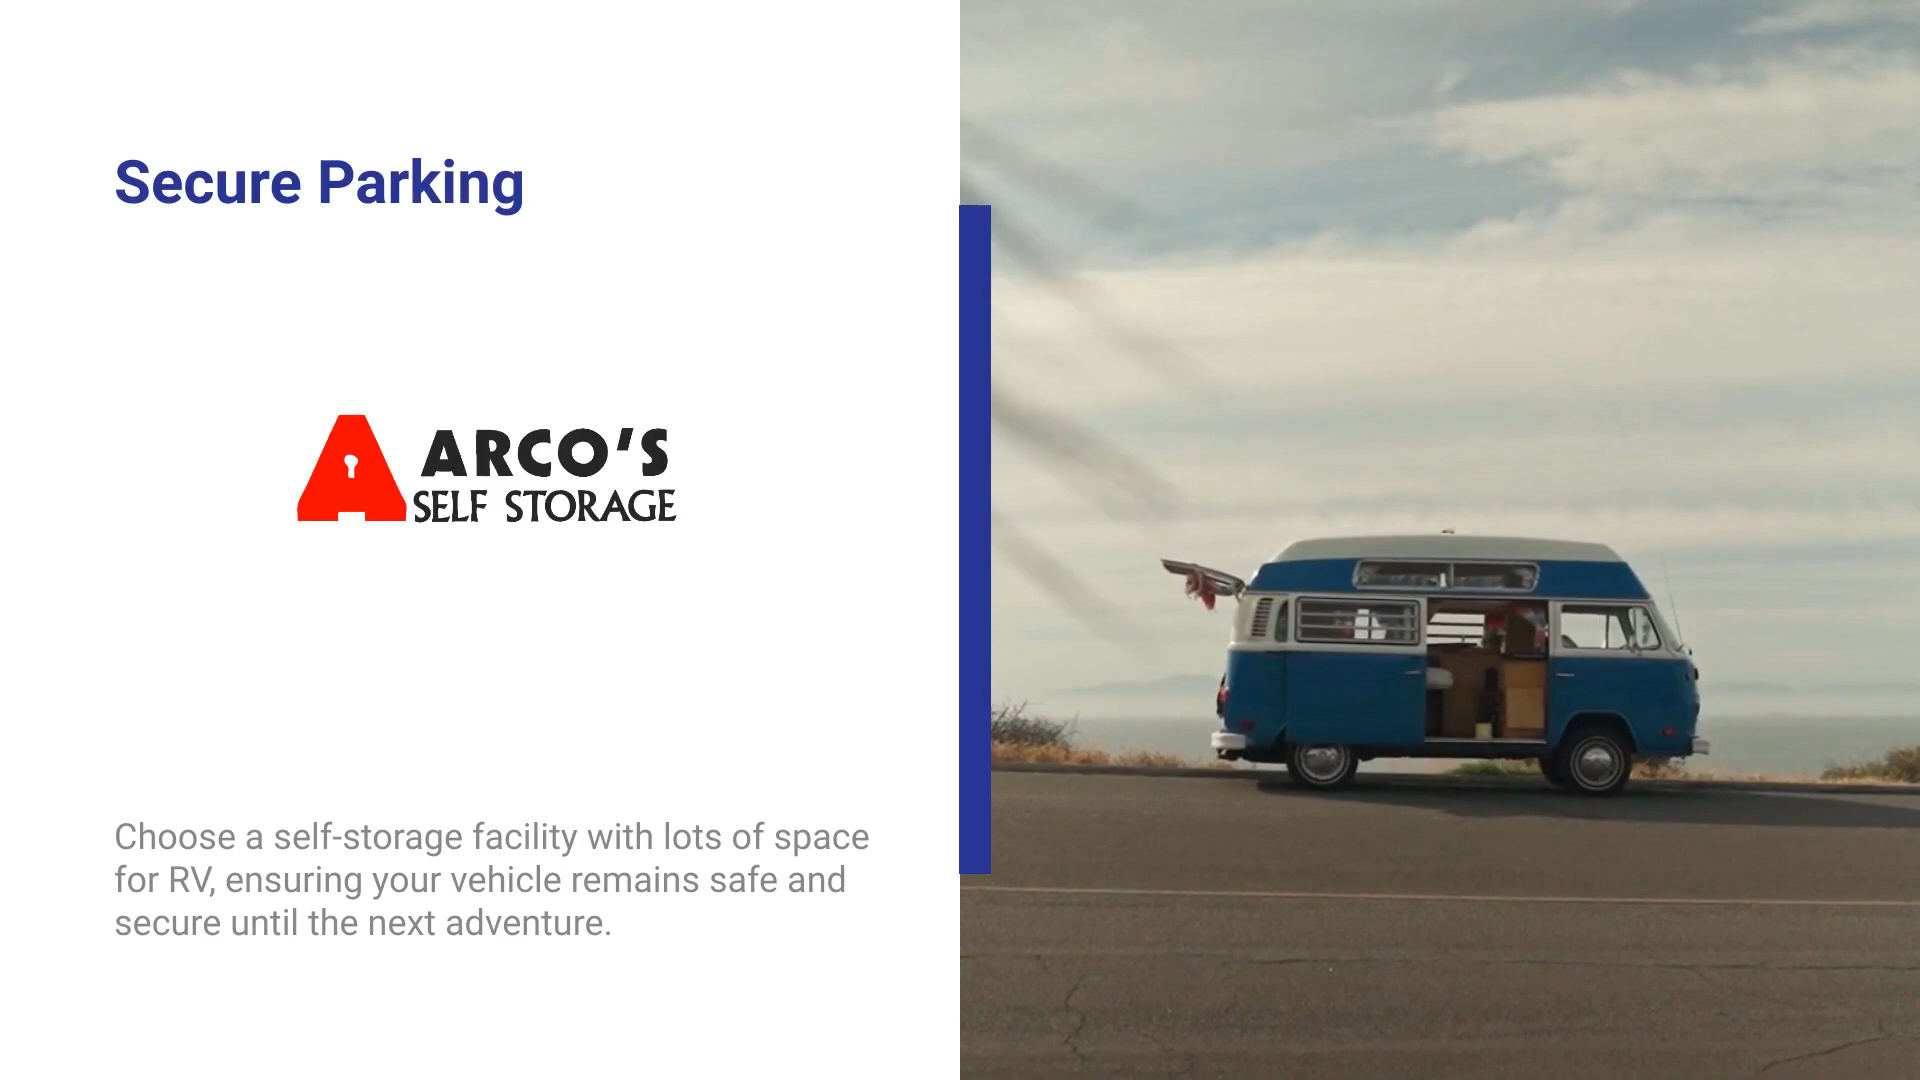 Secure Parking
ARCO'S
SELF STORAGE
Choose a self-storage facility with lots of space
for RV, ensuring your vehicle remains safe and
secure until the next adventure.